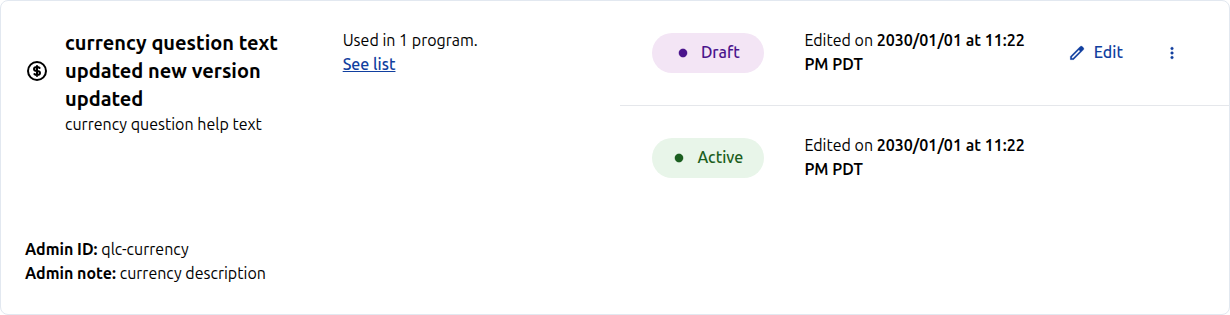 currency question text
updated new version
updated
currency question help text
Used in 1 program.
See list
Draft
Edited on 2030/01/01 at 11:22
PM PDT
Edit
Active
Edited on 2030/01/01 at 11:22
PM PDT
Admin ID: qlc-currency
Admin note: currency description